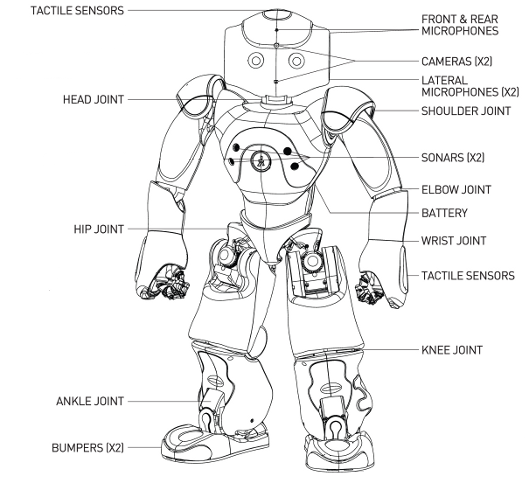 TACTILE SENSORS
FRONT & REAR
MICROPHONES
CAMERAS (X2)
LATERAL
MICROPHONES (X2)
HEAD JOINT
SHOULDER JOINT
SONARS (X2)
ELBOW JOINT
BATTERY
HIP JOINT
WRIST JOINT
TACTILE SENSORS
KNEE JOINT
ANKLE JOINT
BUMPERS (X2)